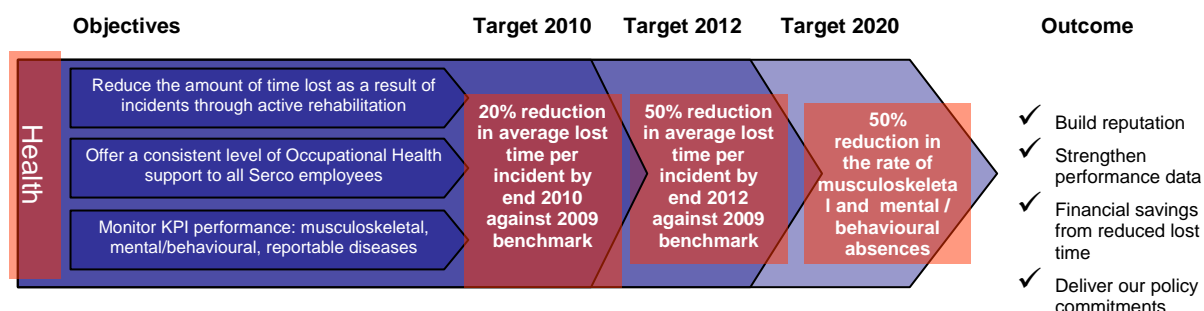 Objectives
Target 2010
Target 2012
Target 2020
Outcome
Health
Reduce the amount of time lost as a result of
incidents through active rehabilitation
Offer a consistent level of Occupational Health
support to all Serco employees
Monitor KPI performance: musculoskeletal,
mental/behavioural, reportable diseases
20% reduction
in average lost
time per
incident by
end 2010
against 2009
benchmark
50% reduction
in average lost
time per
incident by
end 2012
against 2009
benchmark
50%
reduction in
the rate of
musculoskeleta
l and mental /
behavioural
absences
✓ Build reputation
✓ Strengthen
performance data
✓ Financial savings
from reduced lost
time
✓ Deliver our policy
commitments